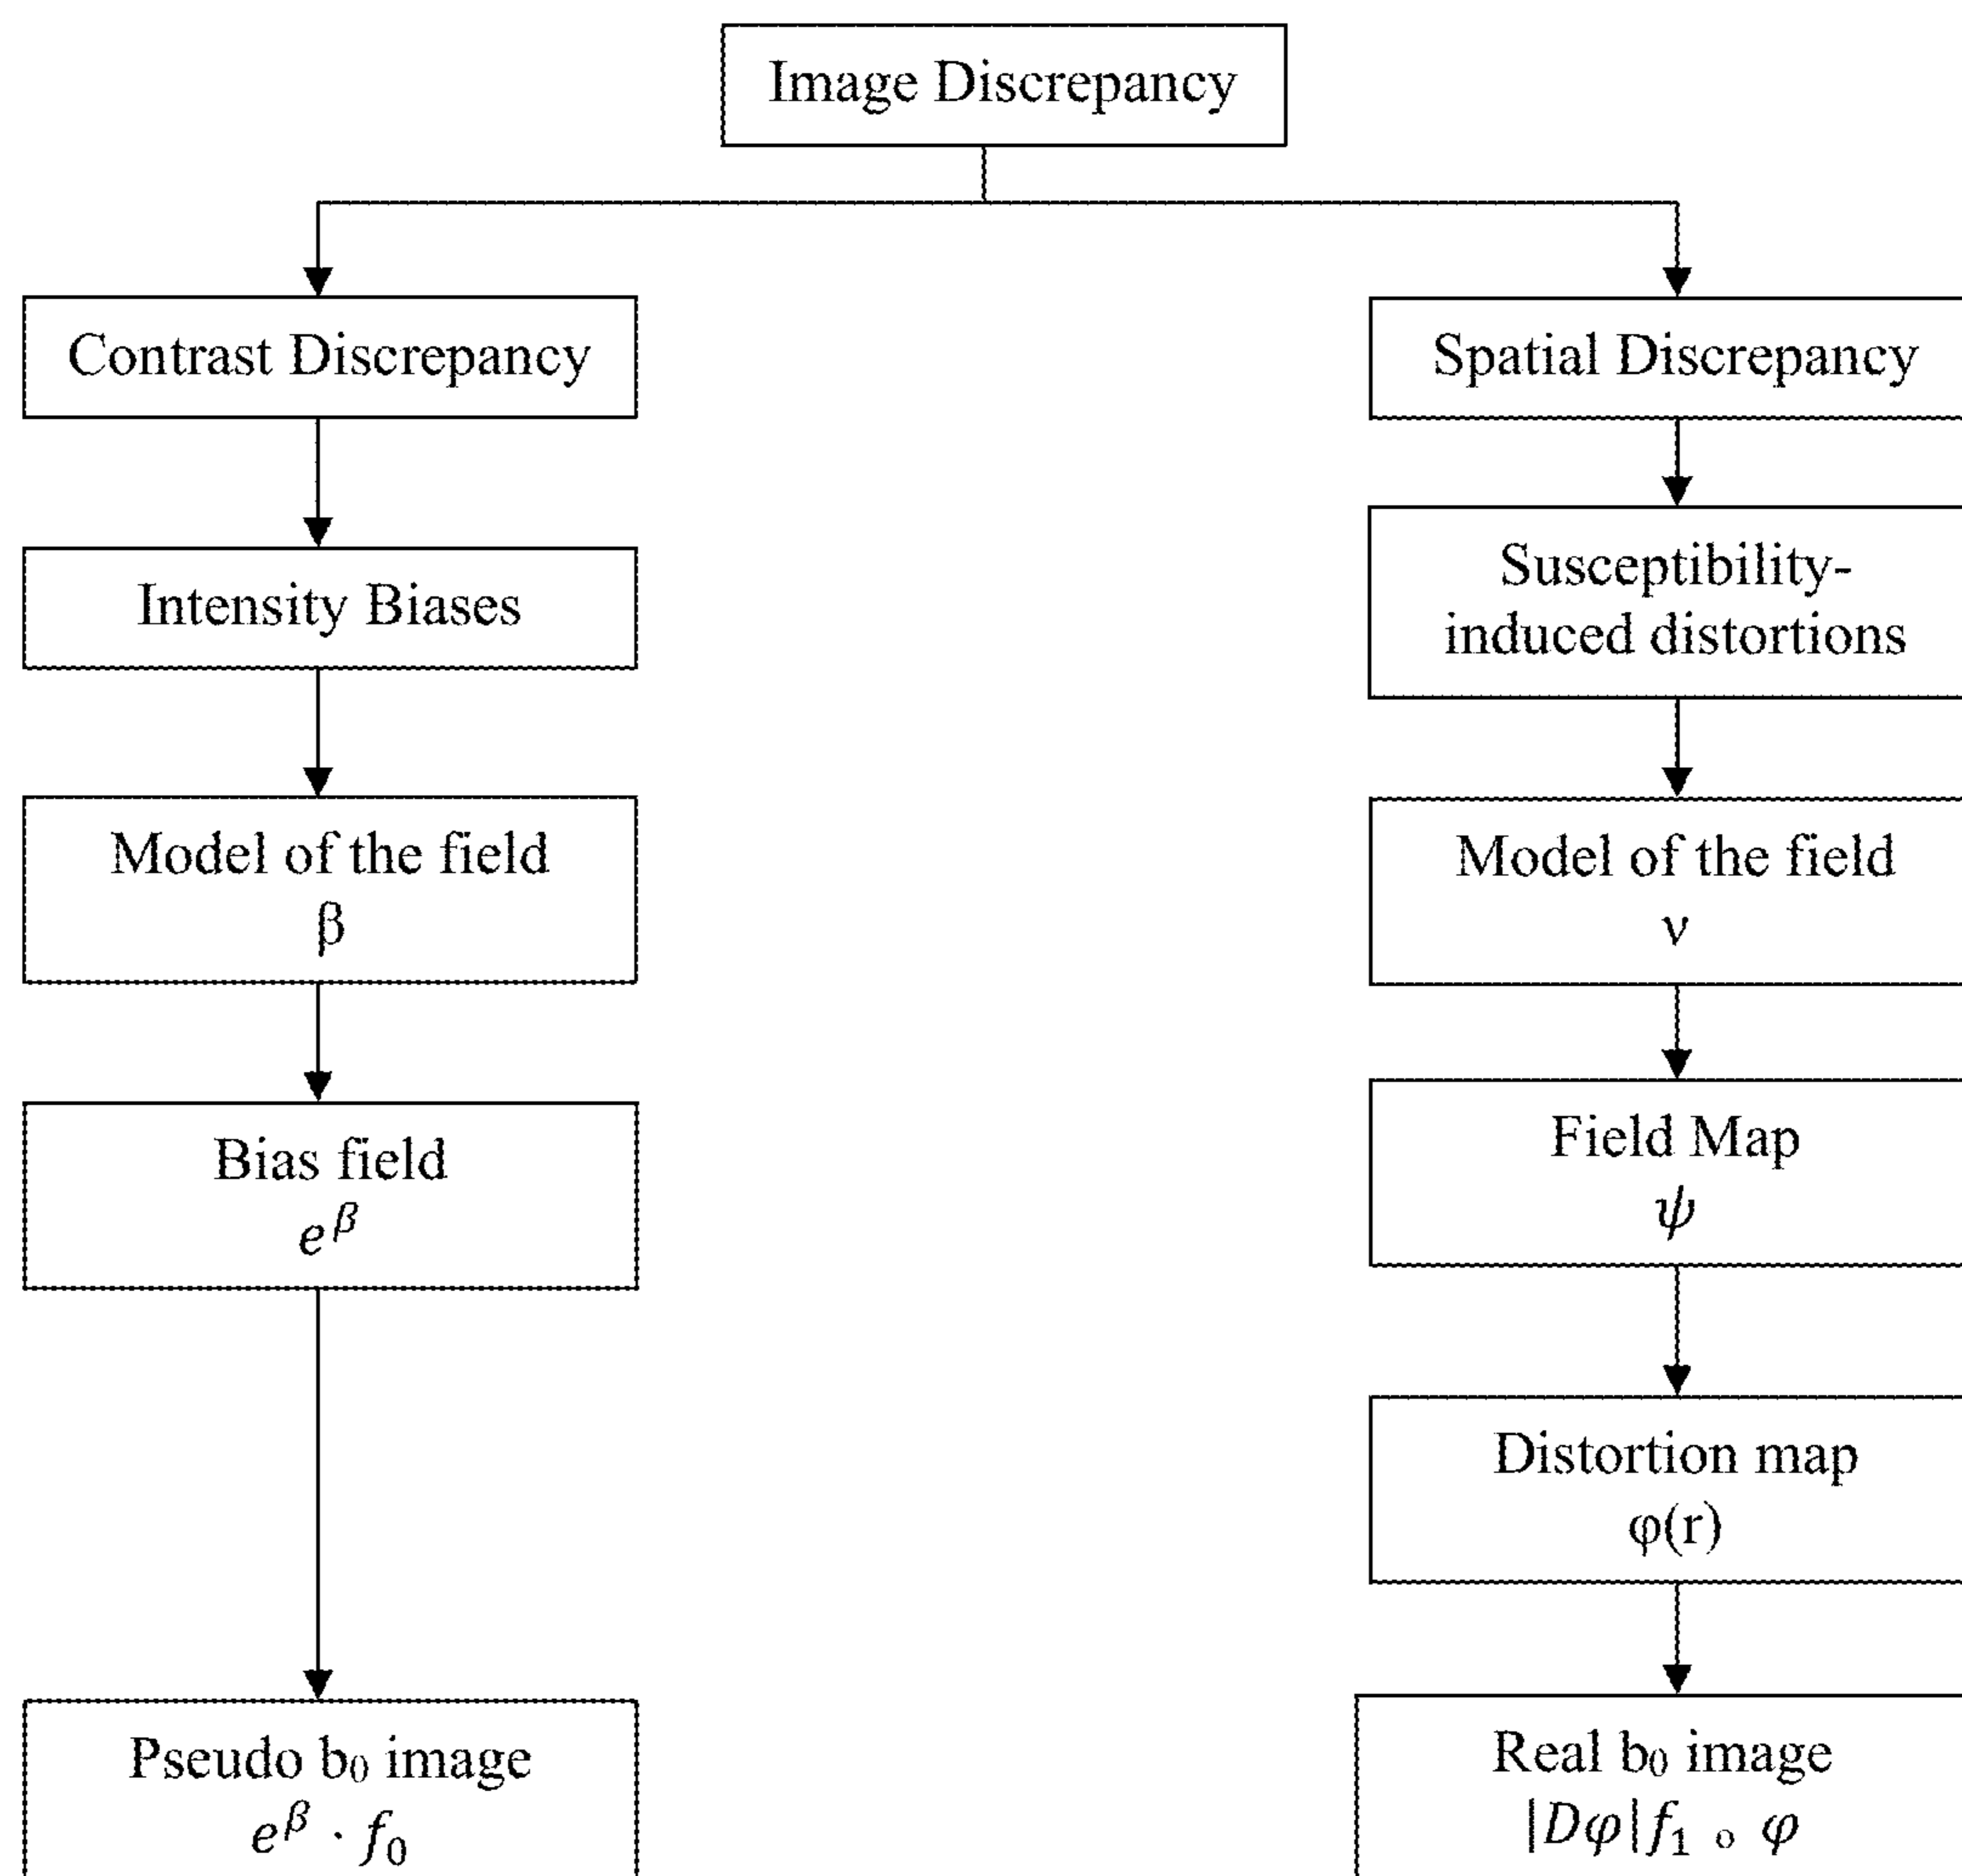 Image Discrepancy
Contrast Discrepancy
Intensity Biases
Model of the field
β
Bias field
e^β
Pseudo b₀ image
e^β · f₀
Spatial Discrepancy
Susceptibility-
induced distortions
Model of the field
ν
Field Map
ψ
Distortion map
φ(r)
Real b₀ image
|Dφ|f₁ ∘ φ